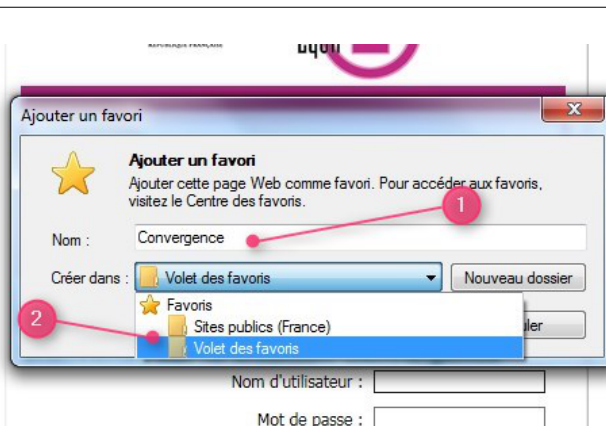 RÉPUBLIQUE FRANÇAISE
Lyon
Ajouter un favori
Ajouter un favori
Ajouter cette page Web comme favori. Pour accéder aux favoris,
visitez le Centre des favoris.
1
Nom :
Convergence
Créer dans :
Volet des favoris
Nouveau dossier
2
Favoris
Sites publics (France)
Volet des favoris
Nom d'utilisateur :
Mot de passe :